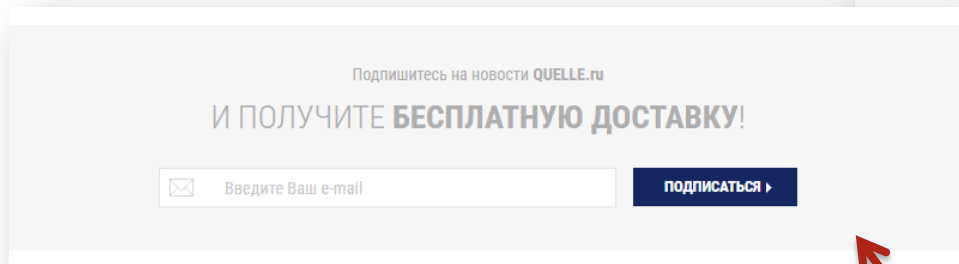 Подпишитесь на новости QUELLE.ru
И ПОЛУЧИТЕ БЕСПЛАТНУЮ ДОСТАВКУ!
Введите Ваш e-mail
ПОДПИСАТЬСЯ